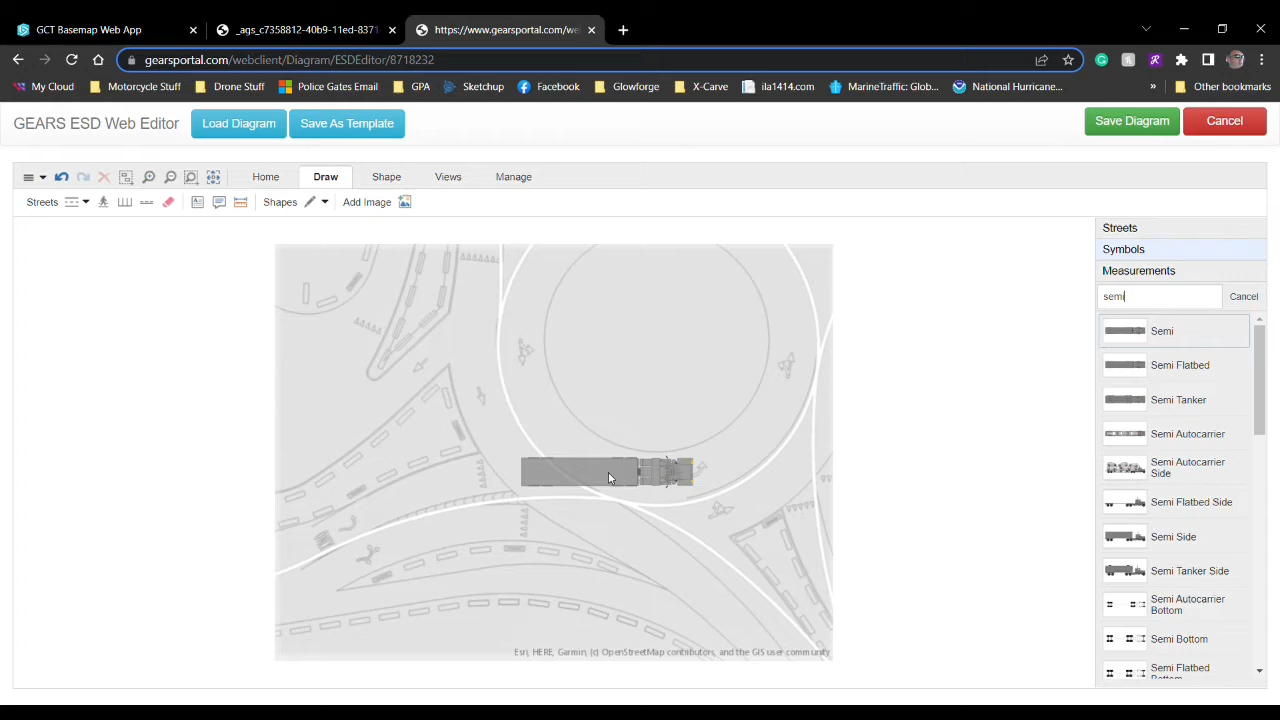 GCT Basemap Web App
_ags_c7358812-40b9-11ed-8371
https://www.gearsportal.com/we
gearsportal.com/webclient/Diagram/ESDEditor/8718232
My Cloud
Motorcycle Stuff
Drone Stuff
Police Gates Email
GPA
Sketchup
Facebook
Glowforge
X-Carve
ila1414.com
MarineTraffic: Glob...
National Hurricane...
»
Other bookmarks
GEARS ESD Web Editor
Load Diagram
Save As Template
Save Diagram
Cancel
Home
Draw
Shape
Views
Manage
Streets
Shapes
Add Image
Streets
Symbols
Measurements
semi
Cancel
Semi
Semi Flatbed
Semi Tanker
Semi Autocarrier
Semi Autocarrier
Side
Semi Flatbed Side
Semi Side
Semi Tanker Side
Semi Autocarrier
Bottom
Semi Bottom
Semi Flatbed
Bottom
Esri, HERE, Garmin, (c) OpenStreetMap contributors, and the GIS user community